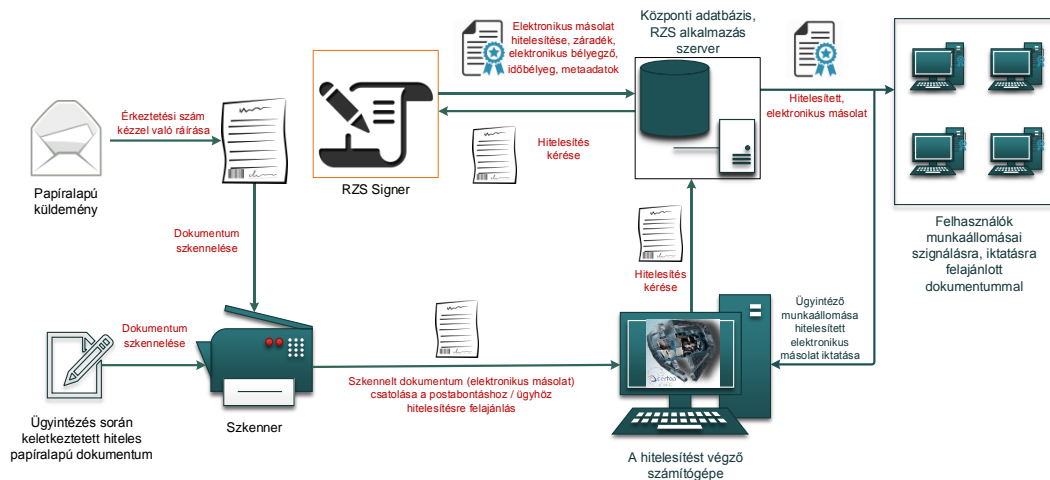 Elektronikus másolat
hitelesítése, záradék,
elektronikus bélyegző,
időbélyeg, metaadatok
Központi adatbázis,
RZS alkalmazás
szerver
Érkeztetési szám
kézzel való ráírása
Hitelesített,
elektronikus másolat
Hitelesítés
kérése
Papíralapú
küldemény
RZS Signer
Felhasználók
munkaállomásai
szignálásra, iktatásra
felajánlott
dokumentummal
Dokumentum
szkennelése
Hitelesítés
kérése
Ügyintéző
munkaállomása
hitelesített
elektronikus
másolat iktatása
Dokumentum
szkennelése
Szkennelt dokumentum (elektronikus másolat)
csatolása a postabontáshoz / ügyhöz
hitelesítésre felajánlás
Ügyintézés során
keletkeztetett hiteles
papíralapú dokumentum
Szkenner
A hitelesítést végző
számítógépe